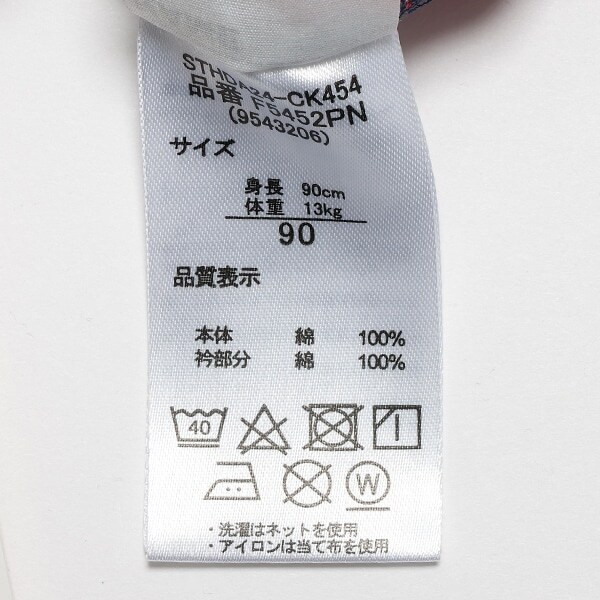 STHDA24-CK454
品番 F5452PN
(9543206)
サイズ
身長 90cm
体重 13kg
90
品質表示
本体 綿 100%
衿部分 綿 100%
40
W
・洗濯はネットを使用
・アイロンは当て布を使用